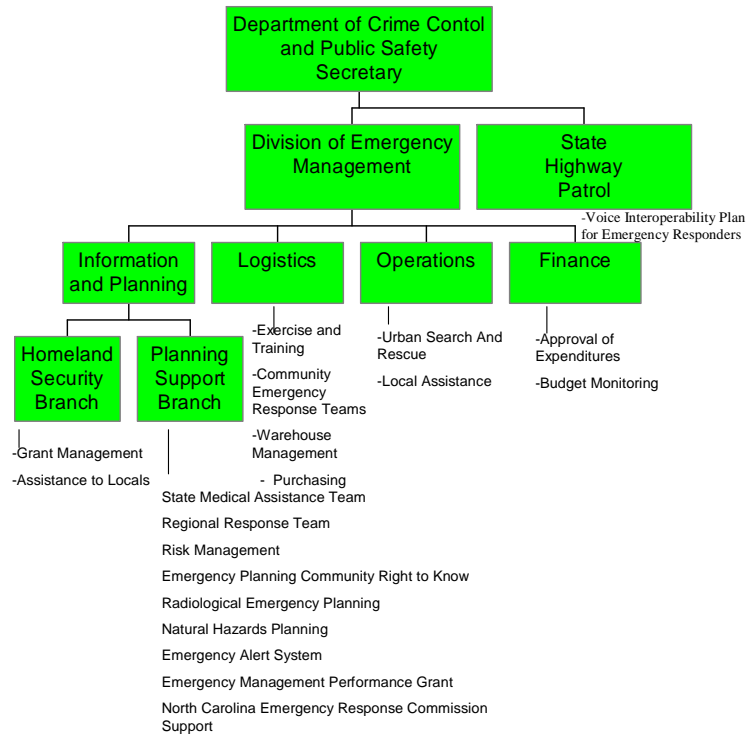 Department of Crime Contol
and Public Safety
Secretary
Division of Emergency
Management
State
Highway
Patrol
-Voice Interoperability Plan
for Emergency Responders
Information
and Planning
Logistics
Operations
Finance
Homeland
Security
Branch
Planning
Support
Branch
-Exercise and
Training
-Community
Emergency
Response Teams
-Warehouse
Management
- Purchasing
-Urban Search And
Rescue
-Local Assistance
-Approval of
Expenditures
-Budget Monitoring
-Grant Management
-Assistance to Locals
State Medical Assistance Team
Regional Response Team
Risk Management
Emergency Planning Community Right to Know
Radiological Emergency Planning
Natural Hazards Planning
Emergency Alert System
Emergency Management Performance Grant
North Carolina Emergency Response Commission
Support